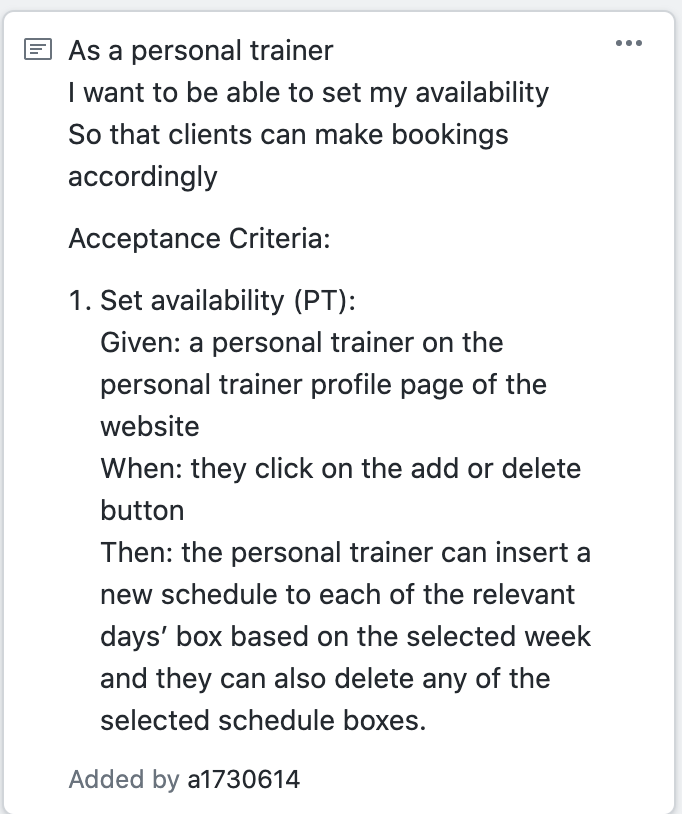 As a personal trainer
I want to be able to set my availability
So that clients can make bookings
accordingly
Acceptance Criteria:
1. Set availability (PT):
Given: a personal trainer on the
personal trainer profile page of the
website
When: they click on the add or delete
button
Then: the personal trainer can insert a
new schedule to each of the relevant
days’ box based on the selected week
and they can also delete any of the
selected schedule boxes.
Added by a1730614